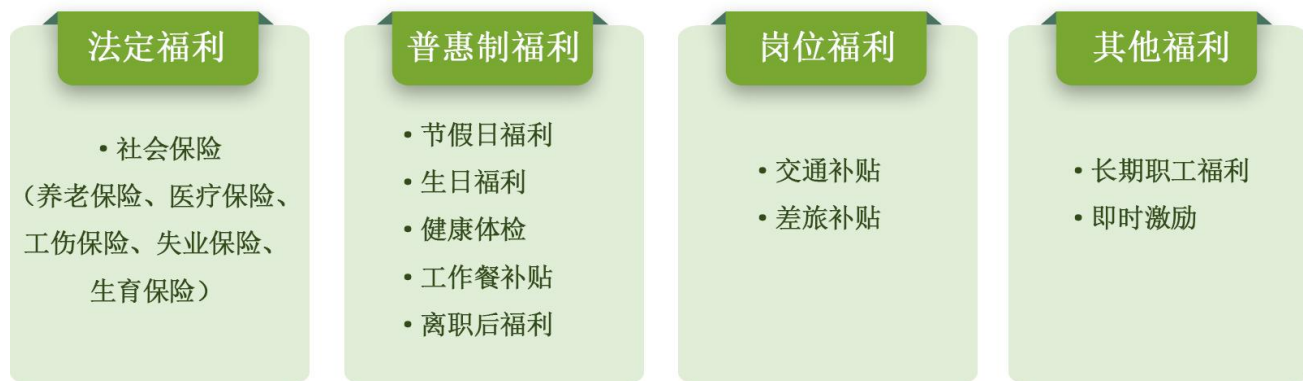 法定福利
• 社会保险
（养老保险、医疗保险、
工伤保险、失业保险、
生育保险）
普惠制福利
• 节假日福利
• 生日福利
• 健康体检
• 工作餐补贴
• 离职后福利
岗位福利
• 交通补贴
• 差旅补贴
其他福利
• 长期职工福利
• 即时激励